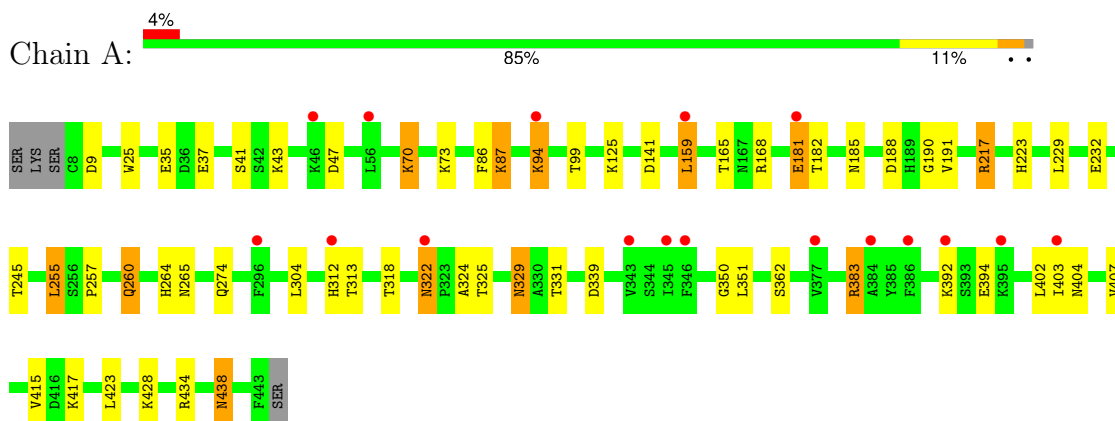 4%
Chain A:
85% 11% • •
SER LYS SER C8 D9 W25 E35 D36 E37 S41 S42 K43 K46 D47 L56 K70 K73 F86 K87 K94 T99 K125 D141 L159 T165 N167 R168 E181 T182 N185 D188 H189 G190 V191 R217 H223 L229 E232
T245 L255 S256 P257 Q260 H264 N265 Q274 F296 L304 H312 T313 T318 N322 P323 A324 T325 N329 A330 T331 D339 V343 S344 I345 F346 G350 L351 S362 V377 R383 A384 Y385 F386 K392 S393 E394 K395 L402 I403 N404 V407
V415 D416 K417 L423 K428 R434 N438 F443 SER